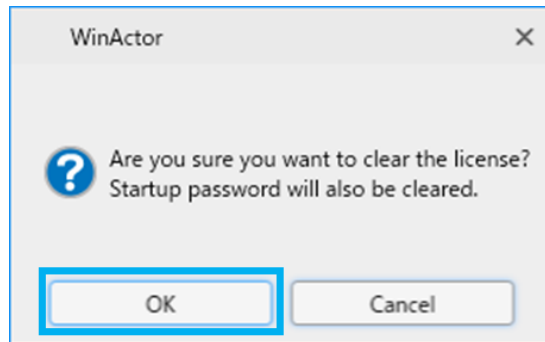 WinActor
Are you sure you want to clear the license?
Startup password will also be cleared.
OK
Cancel